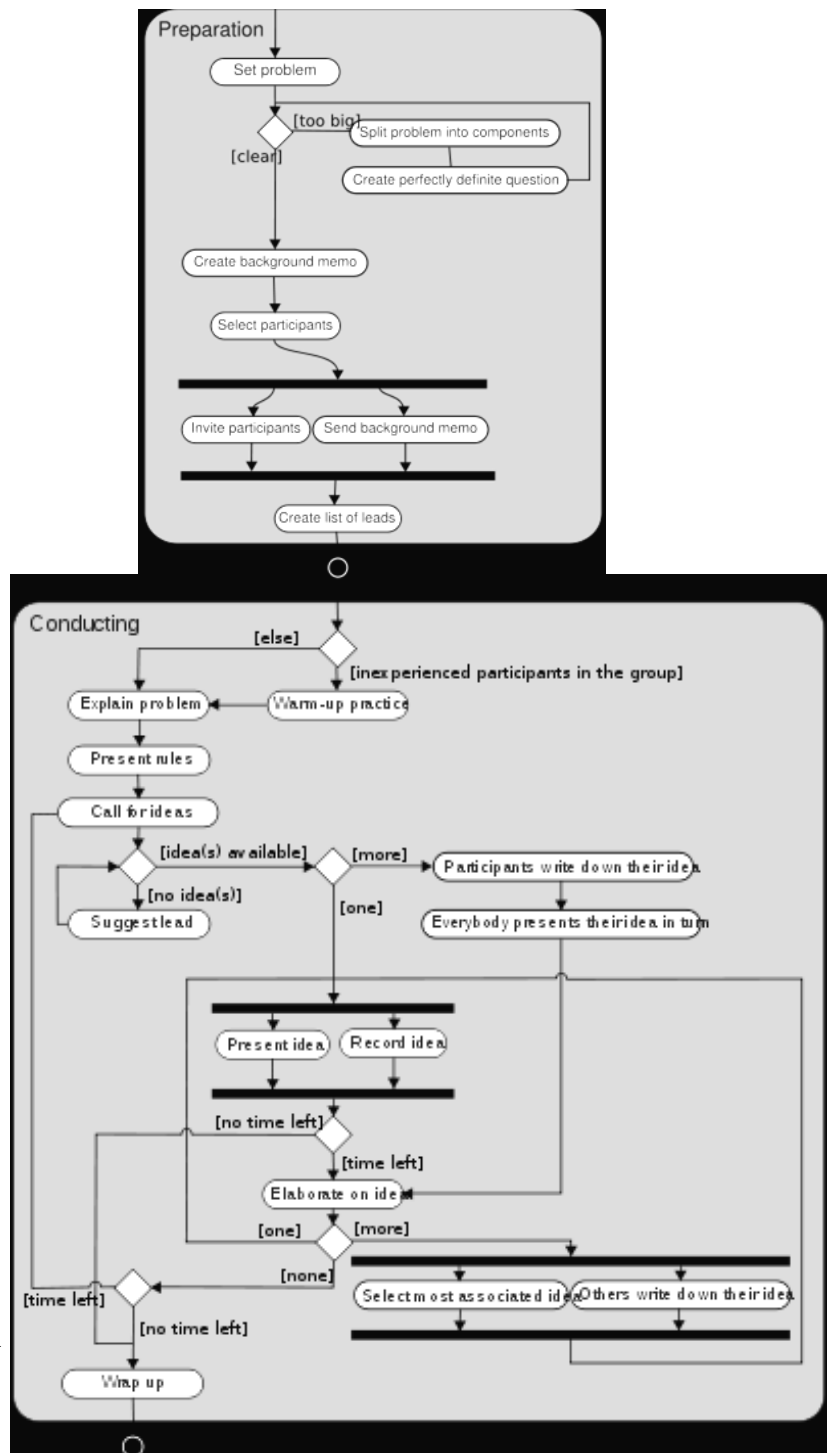 Preparation
Set problem
[too big]
Split problem into components
[clear]
Create perfectly definite question
Create background memo
Select participants
Invite participants
Send background memo
Create list of leads
Conducting
[else]
[inexperienced participants in the group]
Explain problem
Warm-up practice
Present rules
Call for ideas
[idea(s) available]
[more]
Participants write down their idea
[no idea(s)]
[one]
Suggest lead
Everybody presents their idea in turn
Present idea
Record idea
[no time left]
[time left]
Elaborate on idea
[one]
[more]
[none]
[time left]
Select most associated idea
Others write down their idea
[no time left]
Wrap up